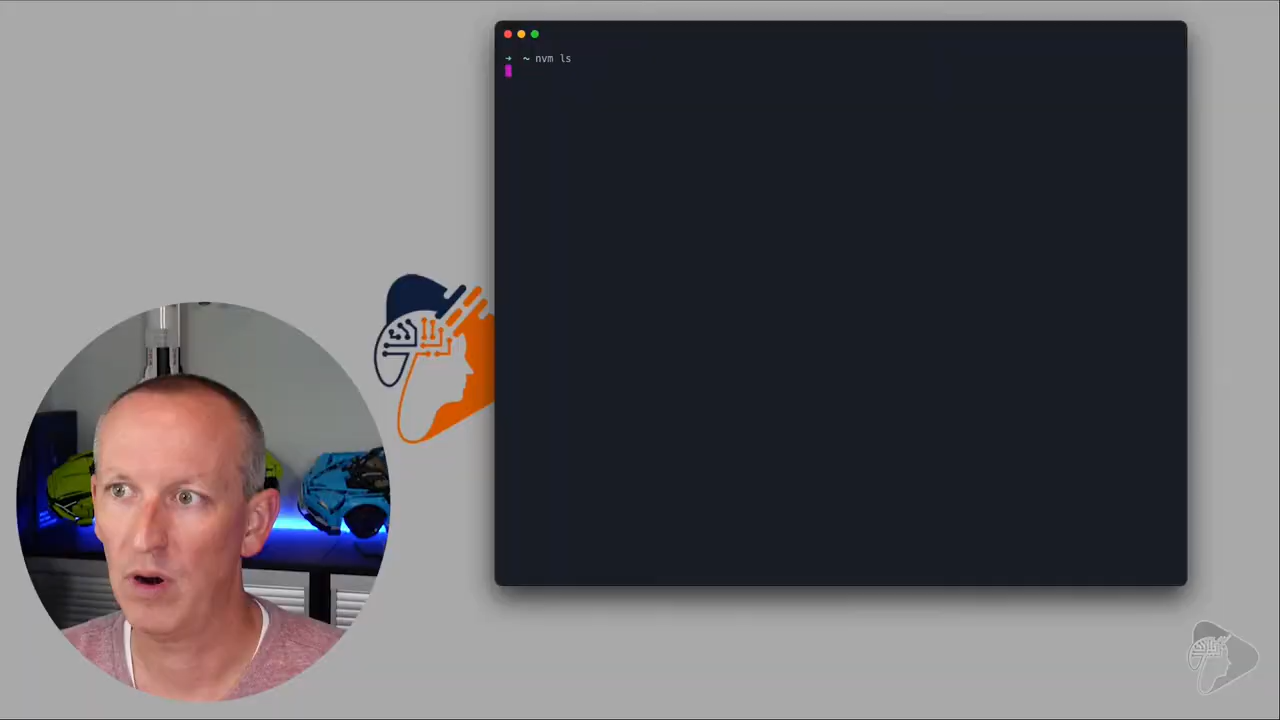 → ~ nvm ls